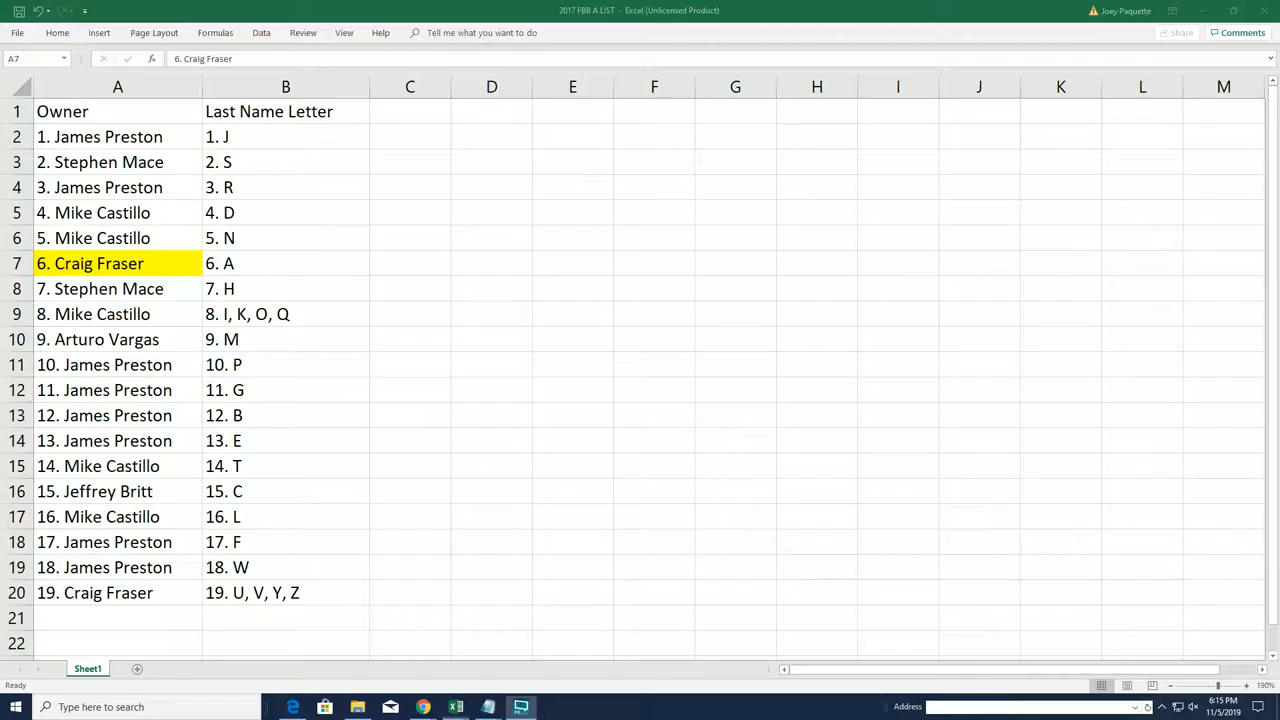 2017 FBB A LIST - Excel (Unlicensed Product)
Joey Paquette
File Home Insert Page Layout Formulas Data Review View Help Tell me what you want to do
Share Comments
A7 fx 6. Craig Fraser
A B C D E F G H I J K L M
1 Owner Last Name Letter
2 1. James Preston 1. J
3 2. Stephen Mace 2. S
4 3. James Preston 3. R
5 4. Mike Castillo 4. D
6 5. Mike Castillo 5. N
7 6. Craig Fraser 6. A
8 7. Stephen Mace 7. H
9 8. Mike Castillo 8. I, K, O, Q
10 9. Arturo Vargas 9. M
11 10. James Preston 10. P
12 11. James Preston 11. G
13 12. James Preston 12. B
14 13. James Preston 13. E
15 14. Mike Castillo 14. T
16 15. Jeffrey Britt 15. C
17 16. Mike Castillo 16. L
18 17. James Preston 17. F
19 18. James Preston 18. W
20 19. Craig Fraser 19. U, V, Y, Z
21
22
Sheet1
Ready
190%
Type here to search
Address
6:15 PM
11/5/2019